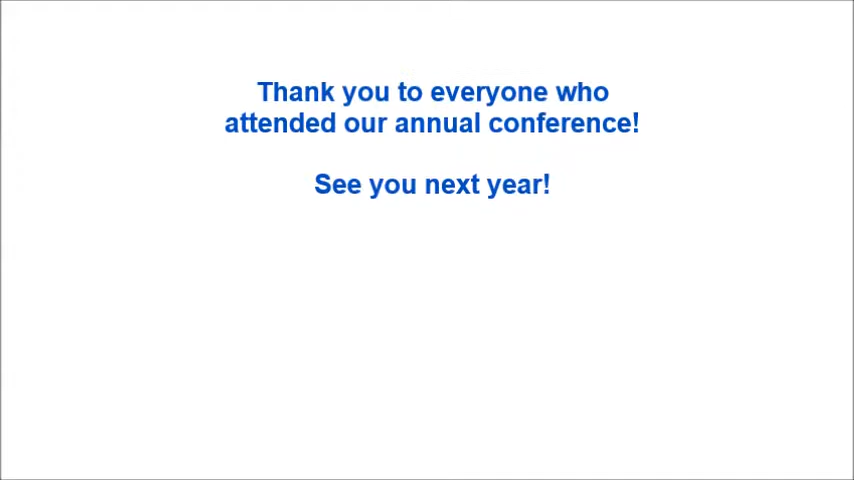 Thank you to everyone who
attended our annual conference!
See you next year!